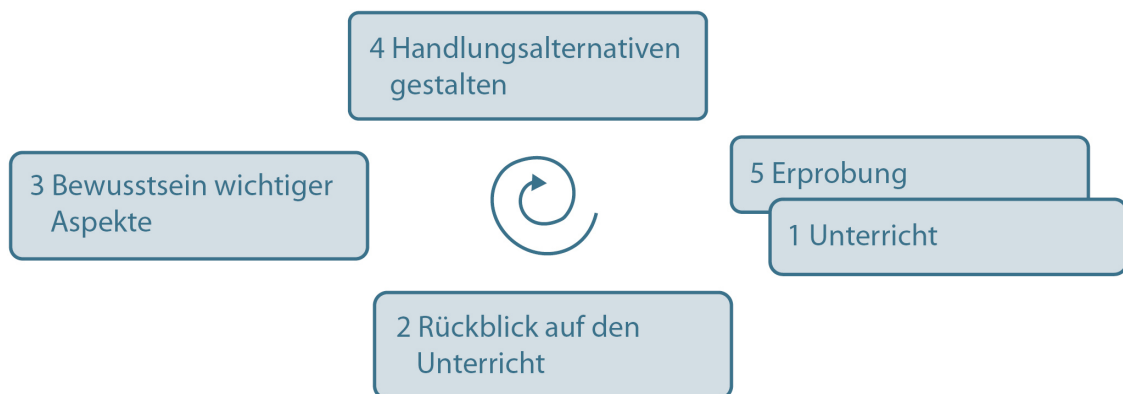 4 Handlungsalternativen
gestalten
3 Bewusstsein wichtiger
Aspekte
5 Erprobung
1 Unterricht
2 Rückblick auf den
Unterricht